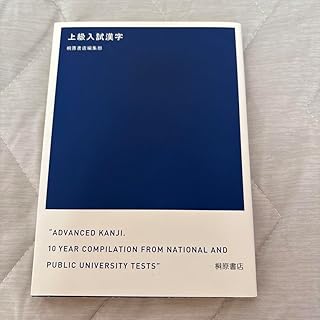 上級入試漢字
桐原書店編集部
"ADVANCED KANJI.
10 YEAR COMPILATION FROM NATIONAL AND
PUBLIC UNIVERSITY TESTS"
桐原書店